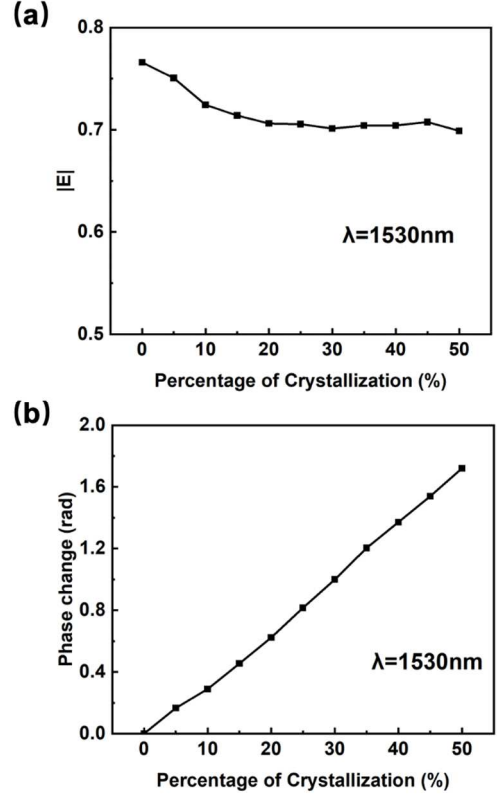 (a)
0.8
0.7
|E|
0.6
λ=1530nm
0.5
0 10 20 30 40 50
Percentage of Crystallization (%)
(b)
2.0
1.6
1.2
Phase change (rad)
0.8
0.4
λ=1530nm
0.0
0 10 20 30 40 50
Percentage of Crystallization (%)